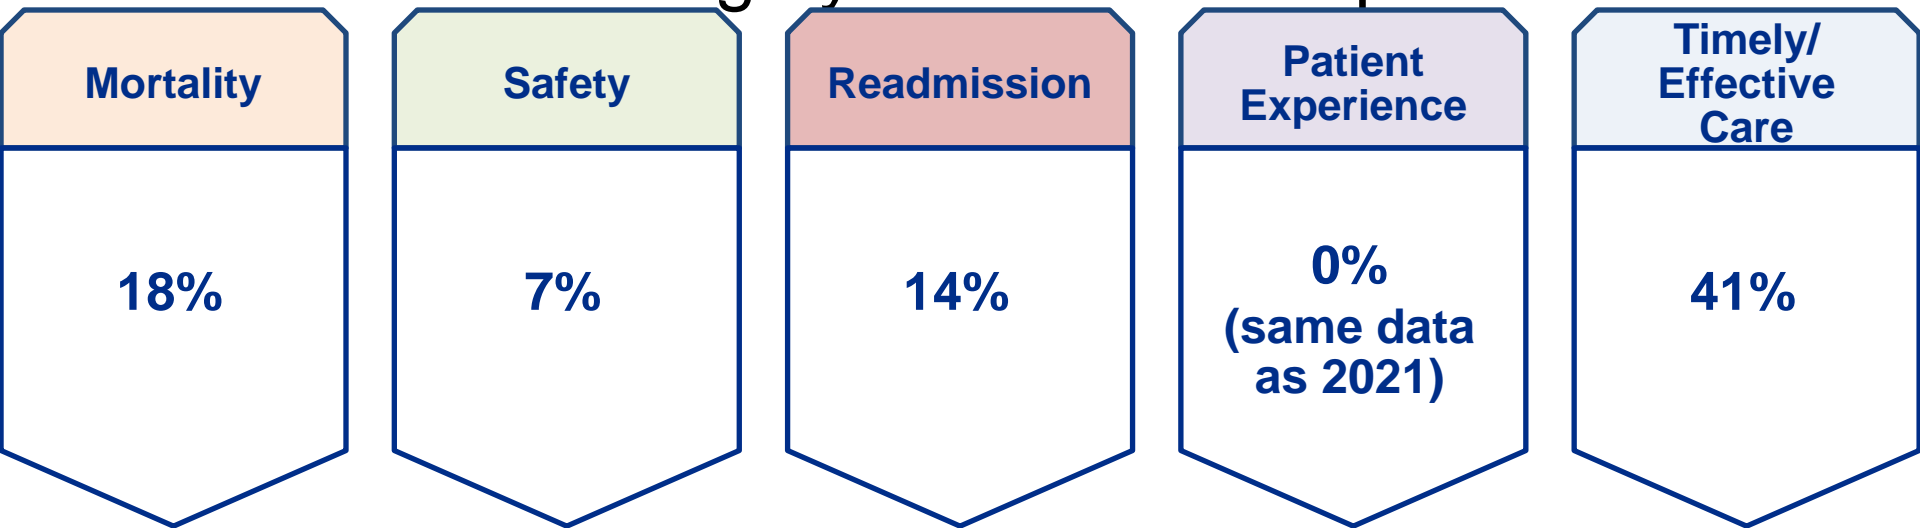 Mortality
18%
Safety
7%
Readmission
14%
Patient
Experience
0%
(same data
as 2021)
Timely/
Effective
Care
41%